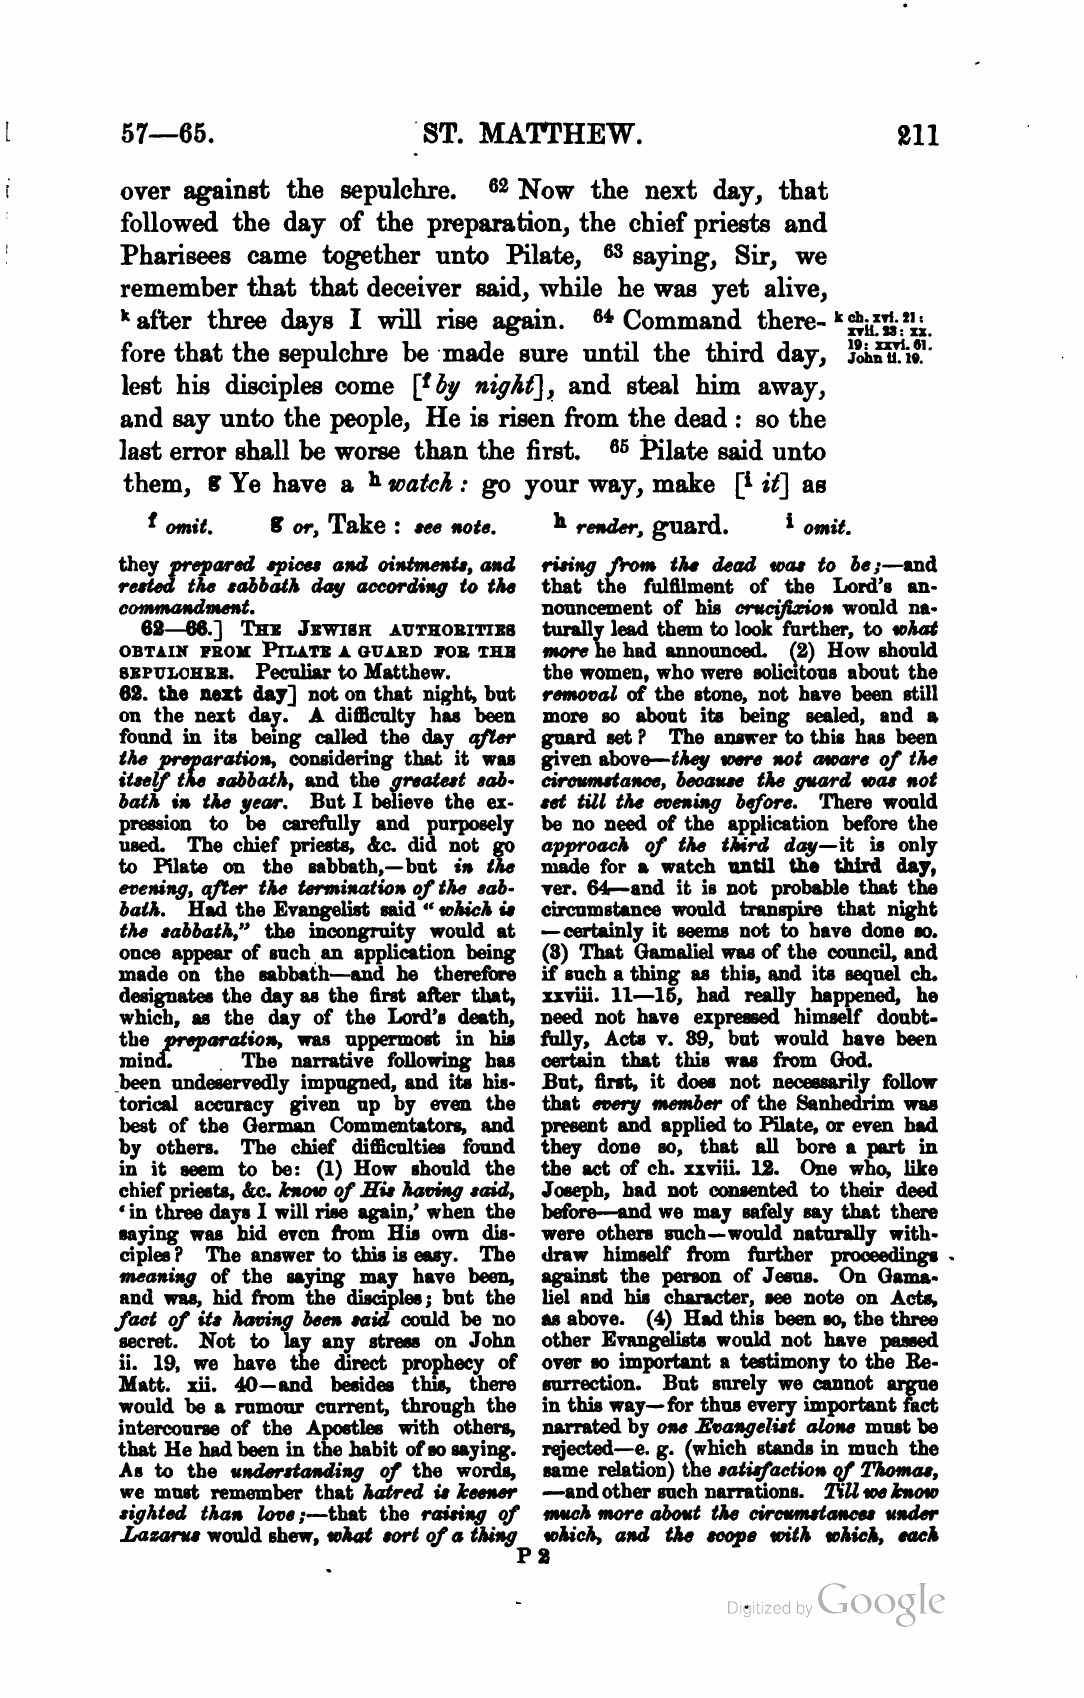 57—65. ST. MATTHEW. 211
over against the sepulchre. 62 Now the next day, that
followed the day of the preparation, the chief priests and
Pharisees came together unto Pilate, 63 saying, Sir, we
remember that that deceiver said, while he was yet alive,
k after three days I will rise again. 64 Command there-
fore that the sepulchre be made sure until the third day,
lest his disciples come [f by night], and steal him away,
and say unto the people, He is risen from the dead : so the
last error shall be worse than the first. 65 Pilate said unto
them, g Ye have a h watch : go your way, make [i it] as
k ch. xvi. 21 :
xvii. 23 : xx.
19 : xxvi. 61.
John ii. 19.
f omit. g or, Take : see note. h render, guard. i omit.
they prepared spices and ointments, and
rested the sabbath day according to the
commandment.
62—66.] THE JEWISH AUTHORITIES
OBTAIN FROM PILATE A GUARD FOR THE
SEPULCHRE. Peculiar to Matthew.
62. the next day] not on that night, but
on the next day. A difficulty has been
found in its being called the day after
the preparation, considering that it was
itself the sabbath, and the greatest sab-
bath in the year. But I believe the ex-
pression to be carefully and purposely
used. The chief priests, &c. did not go
to Pilate on the sabbath,—but in the
evening, after the termination of the sab-
bath. Had the Evangelist said “which is
the sabbath,” the incongruity would at
once appear of such an application being
made on the sabbath—and he therefore
designates the day as the first after that,
which, as the day of the Lord’s death,
the preparation, was uppermost in his
mind. The narrative following has
been undeservedly impugned, and its his-
torical accuracy given up by even the
best of the German Commentators, and
by others. The chief difficulties found
in it seem to be: (1) How should the
chief priests, &c. know of His having said,
‘in three days I will rise again,’ when the
saying was hid even from His own dis-
ciples? The answer to this is easy. The
meaning of the saying may have been,
and was, hid from the disciples; but the
fact of its having been said could be no
secret. Not to lay any stress on John
ii. 19, we have the direct prophecy of
Matt. xii. 40—and besides this, there
would be a rumour current, through the
intercourse of the Apostles with others,
that He had been in the habit of so saying.
As to the understanding of the words,
we must remember that hatred is keener
sighted than love;—that the raising of
Lazarus would shew, what sort of a thing
rising from the dead was to be;—and
that the fulfilment of the Lord’s an-
nouncement of his crucifixion would na-
turally lead them to look further, to what
more he had announced. (2) How should
the women, who were solicitous about the
removal of the stone, not have been still
more so about its being sealed, and a
guard set? The answer to this has been
given above—they were not aware of the
circumstance, because the guard was not
set till the evening before. There would
be no need of the application before the
approach of the third day—it is only
made for a watch until the third day,
ver. 64—and it is not probable that the
circumstance would transpire that night
—certainly it seems not to have done so.
(3) That Gamaliel was of the council, and
if such a thing as this, and its sequel ch.
xxviii. 11—15, had really happened, he
need not have expressed himself doubt-
fully, Acts v. 39, but would have been
certain that this was from God.
But, first, it does not necessarily follow
that every member of the Sanhedrim was
present and applied to Pilate, or even had
they done so, that all bore a part in
the act of ch. xxviii. 12. One who, like
Joseph, had not consented to their deed
before—and we may safely say that there
were others such—would naturally with-
draw himself from further proceedings
against the person of Jesus. On Gama-
liel and his character, see note on Acts,
as above. (4) Had this been so, the three
other Evangelists would not have passed
over so important a testimony to the Re-
surrection. But surely we cannot argue
in this way—for thus every important fact
narrated by one Evangelist alone must be
rejected—e. g. (which stands in much the
same relation) the satisfaction of Thomas,
—and other such narrations. Till we know
much more about the circumstances under
which, and the scope with which, each
P 2
Digitized by Google